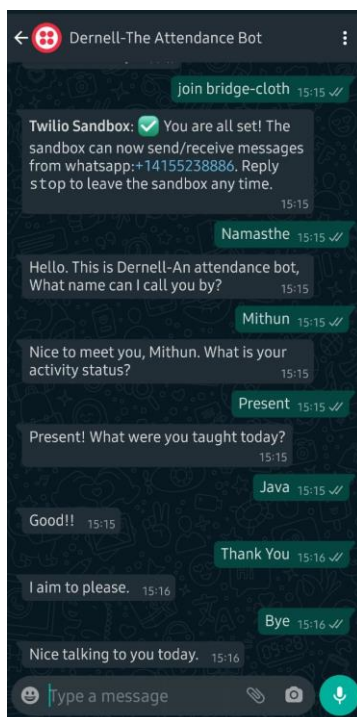 Dernell-The Attendance Bot
join bridge-cloth 15:15
Twilio Sandbox: ✅ You are all set! The
sandbox can now send/receive messages
from whatsapp:+14155238886. Reply
stop to leave the sandbox any time.
15:15
Namasthe 15:15
Hello. This is Dernell-An attendance bot,
What name can I call you by?
15:15
Mithun 15:15
Nice to meet you, Mithun. What is your
activity status?
15:15
Present 15:15
Present! What were you taught today?
15:15
Java 15:15
Good!! 15:15
Thank You 15:16
I aim to please. 15:16
Bye 15:16
Nice talking to you today. 15:16
Type a message